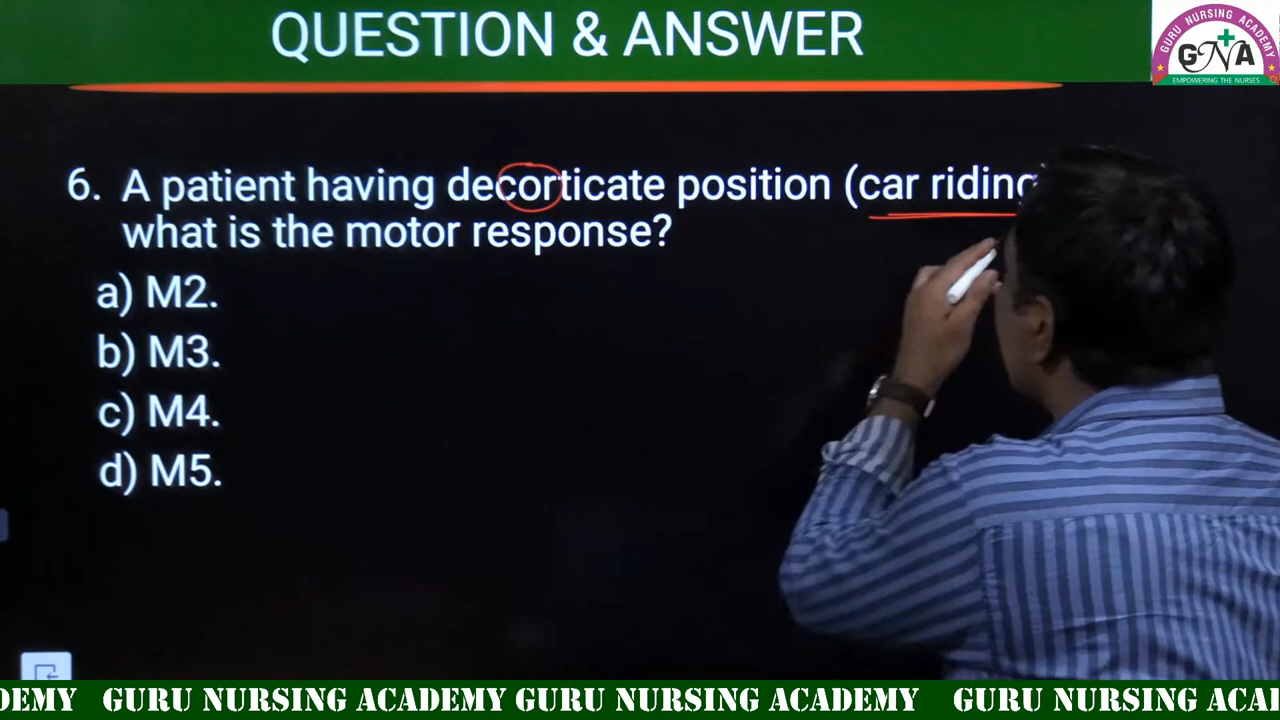 QUESTION & ANSWER
GURU NURSING ACADEMY
GNA
EMPOWERING THE NURSES
6. A patient having decorticate position (car riding
what is the motor response?
a) M2.
b) M3.
c) M4.
d) M5.
DEMY GURU NURSING ACADEMY GURU NURSING ACADEMY GURU NURSING ACAI